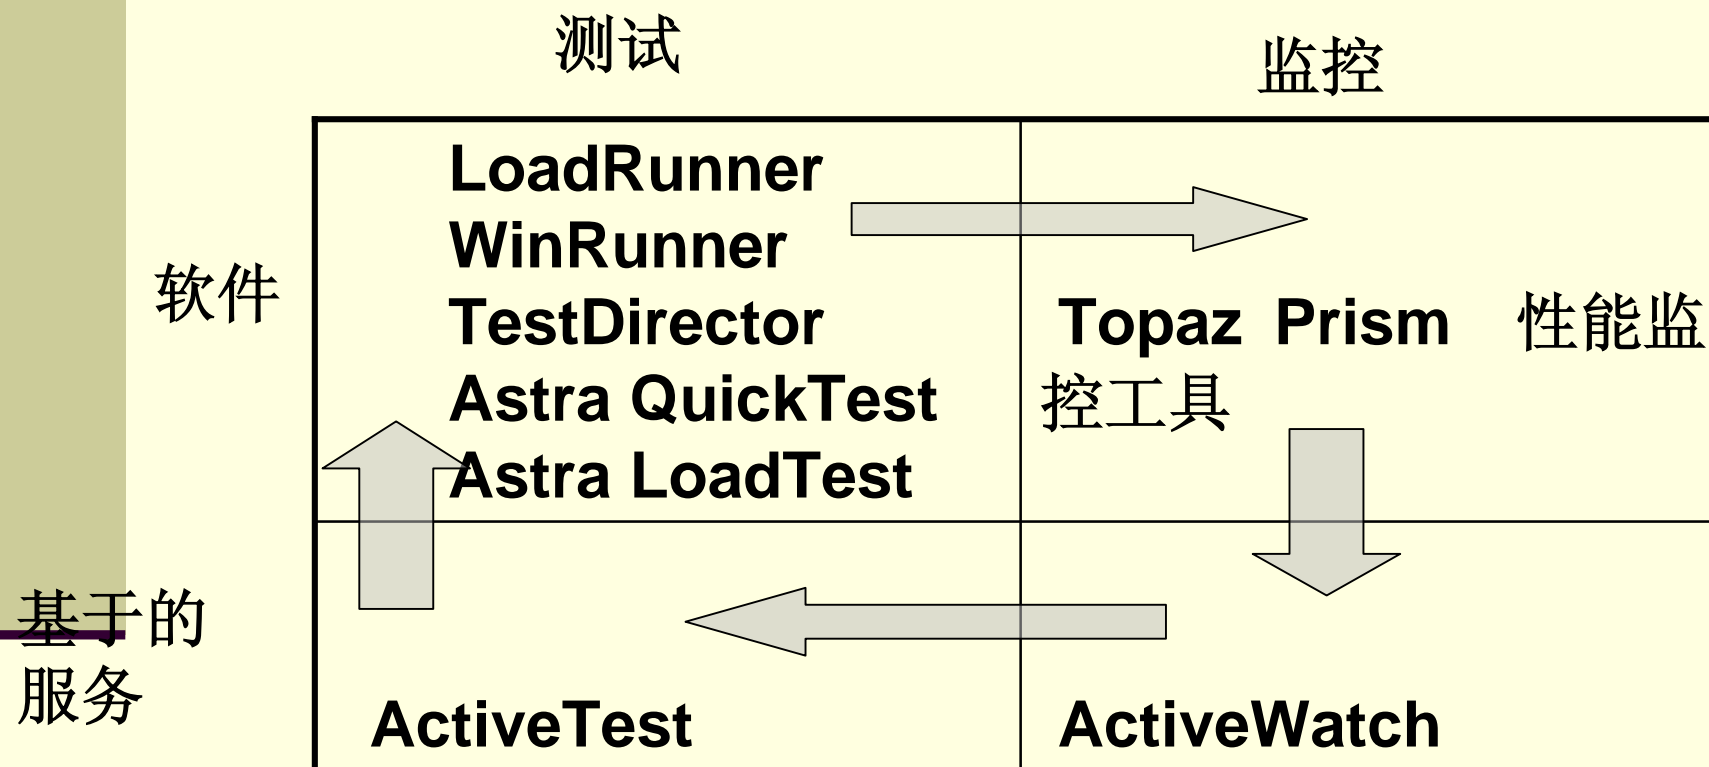 测试
监控
软件
LoadRunner
WinRunner
TestDirector
Astra QuickTest
Astra LoadTest
Topaz Prism 性能监
控工具
基于的
服务
ActiveTest
ActiveWatch